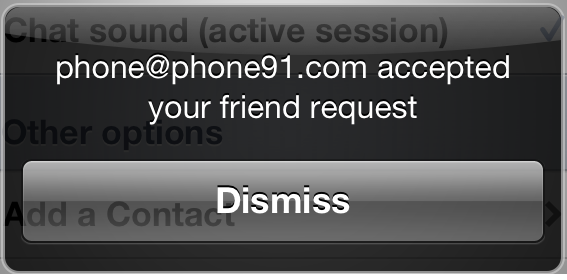 Chat sound (active session)
phone@phone91.com accepted
your friend request
Other options
Dismiss
Add a Contact